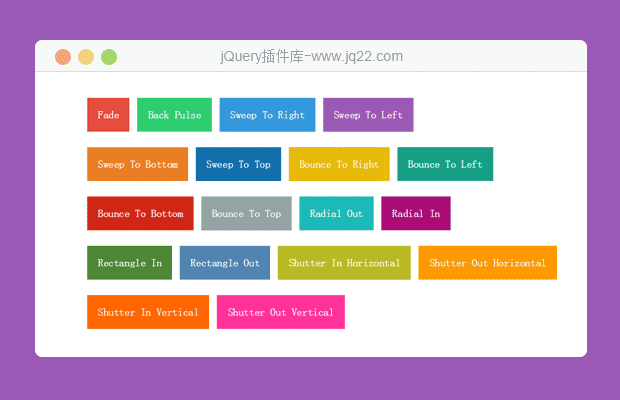 jQuery插件库-www.jq22.com
Fade Back Pulse Sweep To Right Sweep To Left
Sweep To Bottom Sweep To Top Bounce To Right Bounce To Left
Bounce To Bottom Bounce To Top Radial Out Radial In
Rectangle In Rectangle Out Shutter In Horizontal Shutter Out Horizontal
Shutter In Vertical Shutter Out Vertical